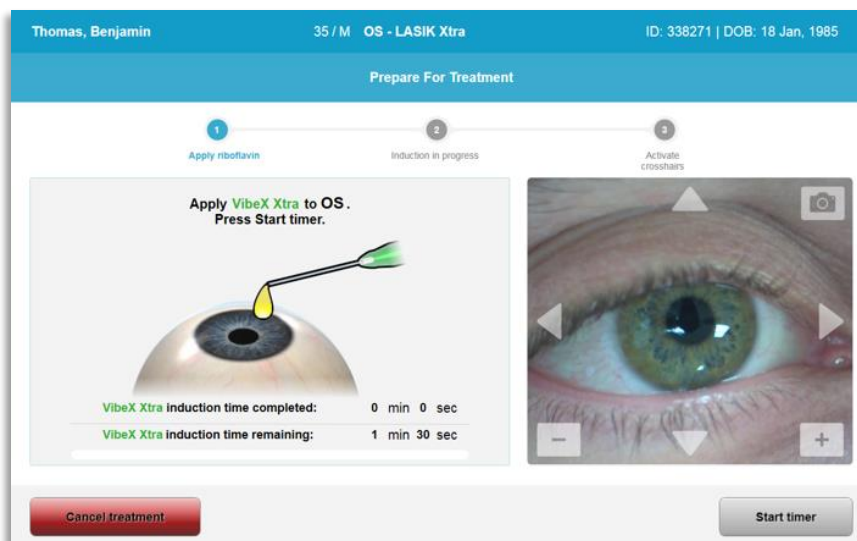 Thomas, Benjamin 35 / M OS - LASIK Xtra ID: 338271 | DOB: 18 Jan, 1985
Prepare For Treatment
1 2 3
Apply riboflavin Induction in progress Activate
crosshairs
Apply VibeX Xtra to OS.
Press Start timer.
VibeX Xtra induction time completed: 0 min 0 sec
VibeX Xtra induction time remaining: 1 min 30 sec
Cancel treatment Start timer